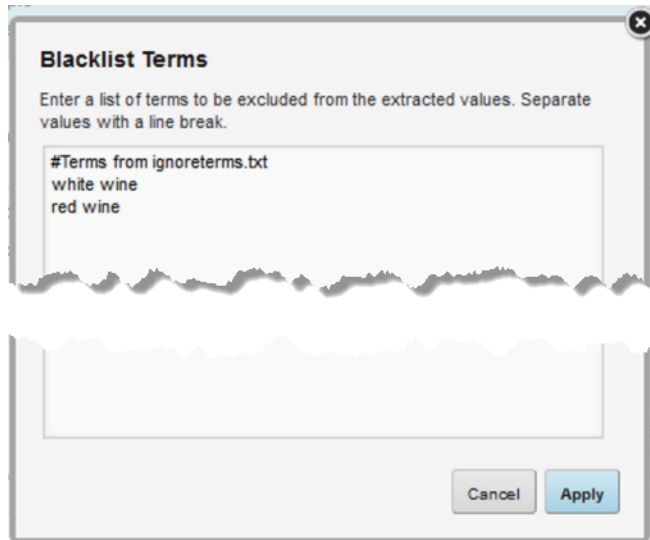 Blacklist Terms
Enter a list of terms to be excluded from the extracted values. Separate
values with a line break.
#Terms from ignoreterms.txt
white wine
red wine
Cancel
Apply